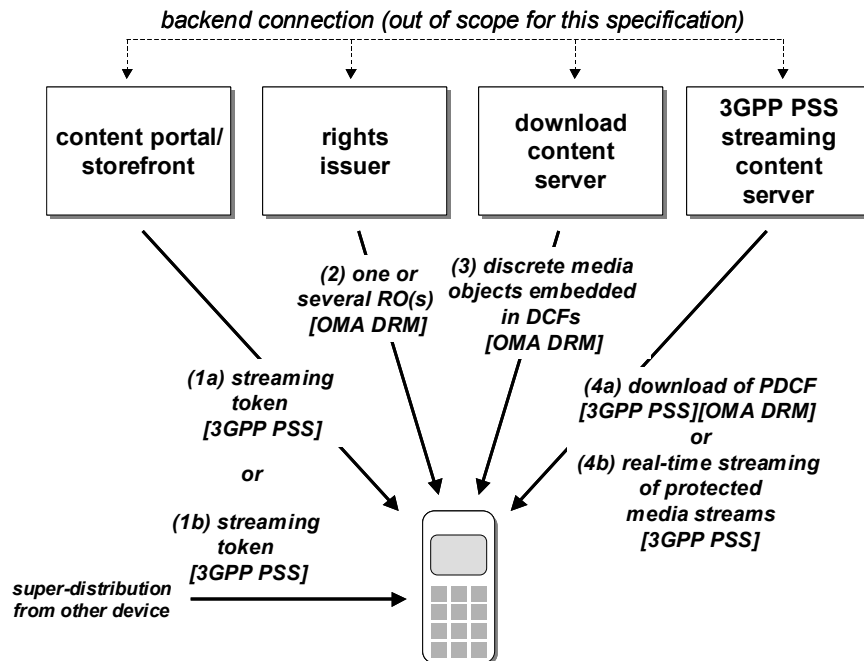 backend connection (out of scope for this specification)
content portal/
storefront
rights
issuer
download
content
server
3GPP PSS
streaming
content
server
(2) one or
several RO(s)
[OMA DRM]
(3) discrete media
objects embedded
in DCFs
[OMA DRM]
(1a) streaming
token
[3GPP PSS]
or
(1b) streaming
token
[3GPP PSS]
(4a) download of PDCF
[3GPP PSS][OMA DRM]
or
(4b) real-time streaming
of protected
media streams
[3GPP PSS]
super-distribution
from other device